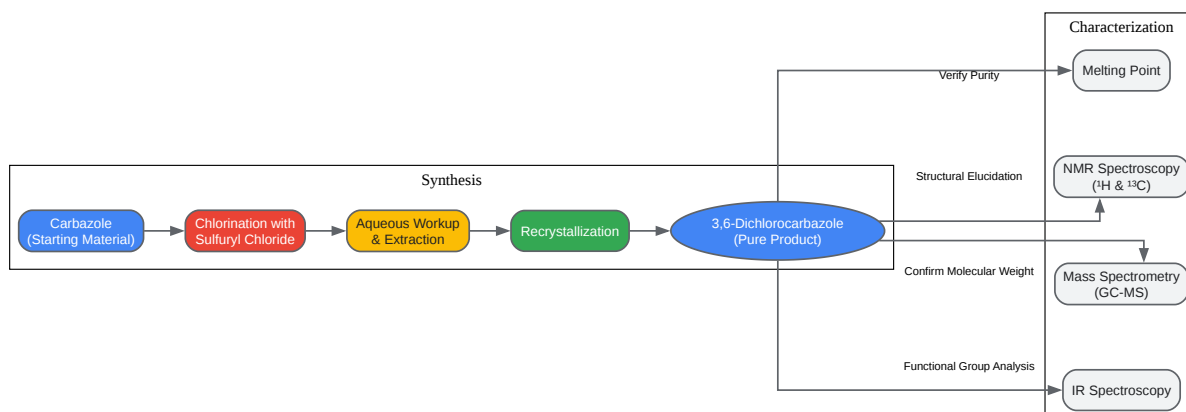 Characterization
Melting Point
Verify Purity
NMR Spectroscopy
(¹H & ¹³C)
Structural Elucidation
Synthesis
Carbazole
(Starting Material)
Chlorination with
Sulfuryl Chloride
Aqueous Workup
& Extraction
Recrystallization
3,6-Dichlorocarbazole
(Pure Product)
Confirm Molecular Weight
Mass Spectrometry
(GC-MS)
Functional Group Analysis
IR Spectroscopy